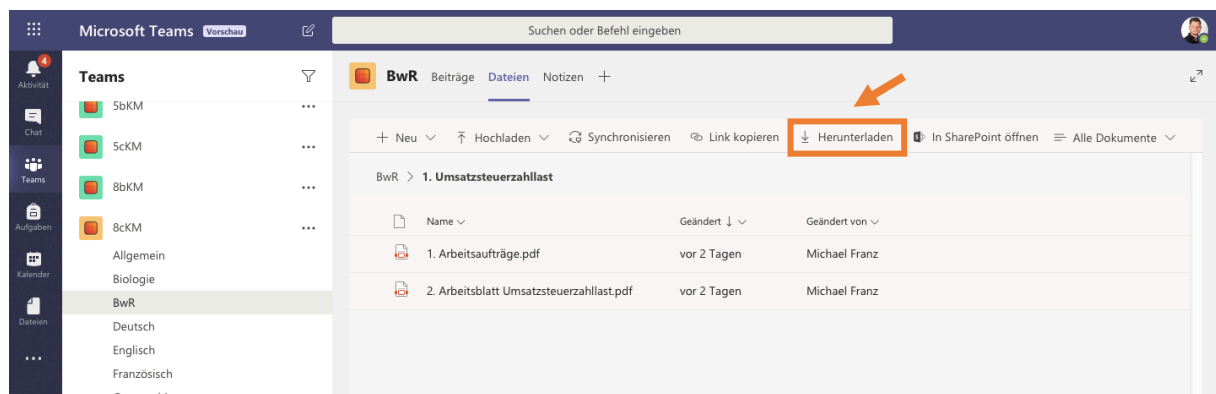 Microsoft Teams Vorschau
Suchen oder Befehl eingeben
4
Aktivität
Chat
Teams
Aufgaben
Kalender
Dateien
Teams
5bKM
5cKM
8bKM
8cKM
Allgemein
Biologie
BwR
Deutsch
Englisch
Französisch
BwR Beiträge Dateien Notizen
Neu Hochladen Synchronisieren Link kopieren Herunterladen In SharePoint öffnen Alle Dokumente
BwR > 1. Umsatzsteuerzahllast
Name Geändert ↓ Geändert von
1. Arbeitsaufträge.pdf vor 2 Tagen Michael Franz
2. Arbeitsblatt Umsatzsteuerzahllast.pdf vor 2 Tagen Michael Franz